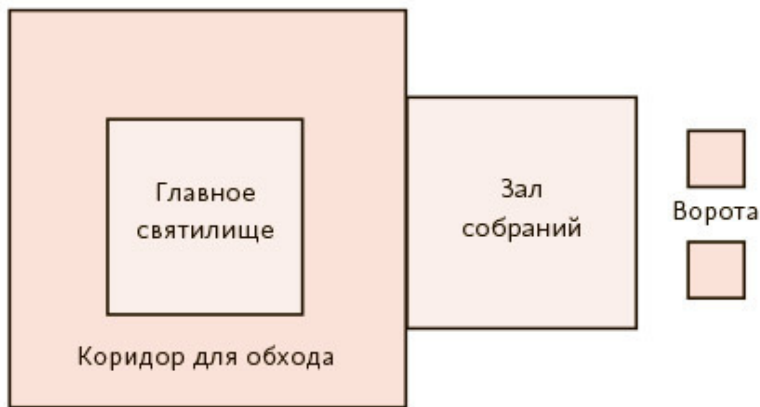 Главное
святилище
Коридор для обхода
Зал
собраний
Ворота